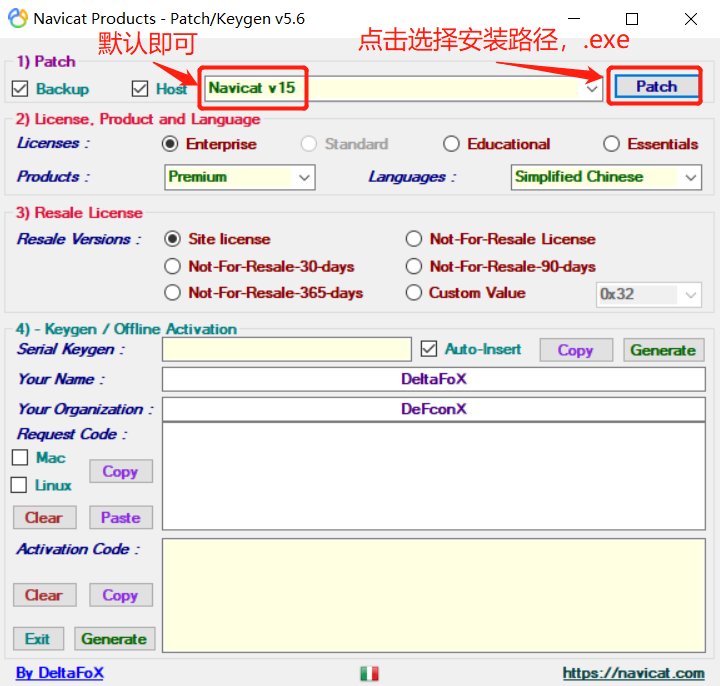 Navicat Products - Patch/Keygen v5.6
默认即可
点击选择安装路径，.exe
1) Patch
Backup Host Navicat v15 Patch
2) License, Product and Language
Licenses : Enterprise Standard Educational Essentials
Products : Premium Languages : Simplified Chinese
3) Resale License
Resale Versions : Site license Not-For-Resale License
Not-For-Resale-30-days Not-For-Resale-90-days
Not-For-Resale-365-days Custom Value 0x32
4) - Keygen / Offline Activation
Serial Keygen : Auto-Insert Copy Generate
Your Name : DeltaFoX
Your Organization : DeFconX
Request Code :
Mac
Copy
Linux
Clear Paste
Activation Code :
Clear Copy
Exit Generate
By DeltaFoX https://navicat.com